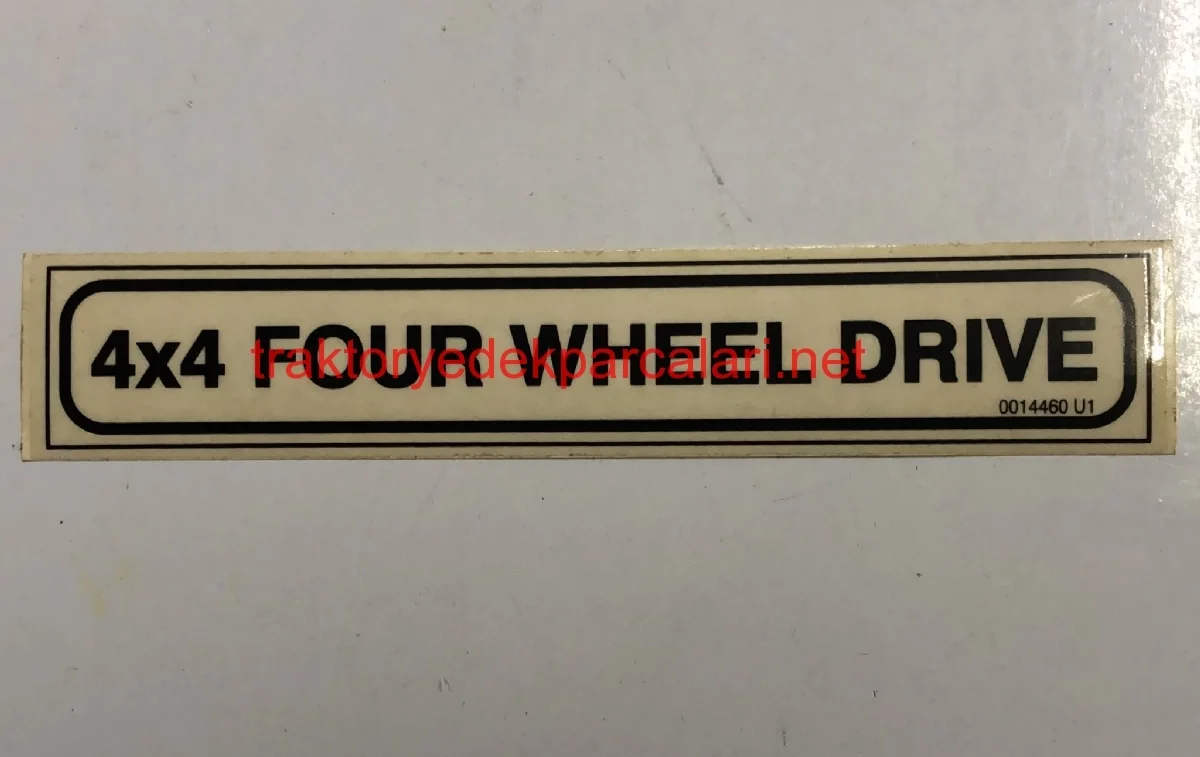 4x4 FOUR WHEEL DRIVE
traktoryedekparcalari.net
0014460 U1